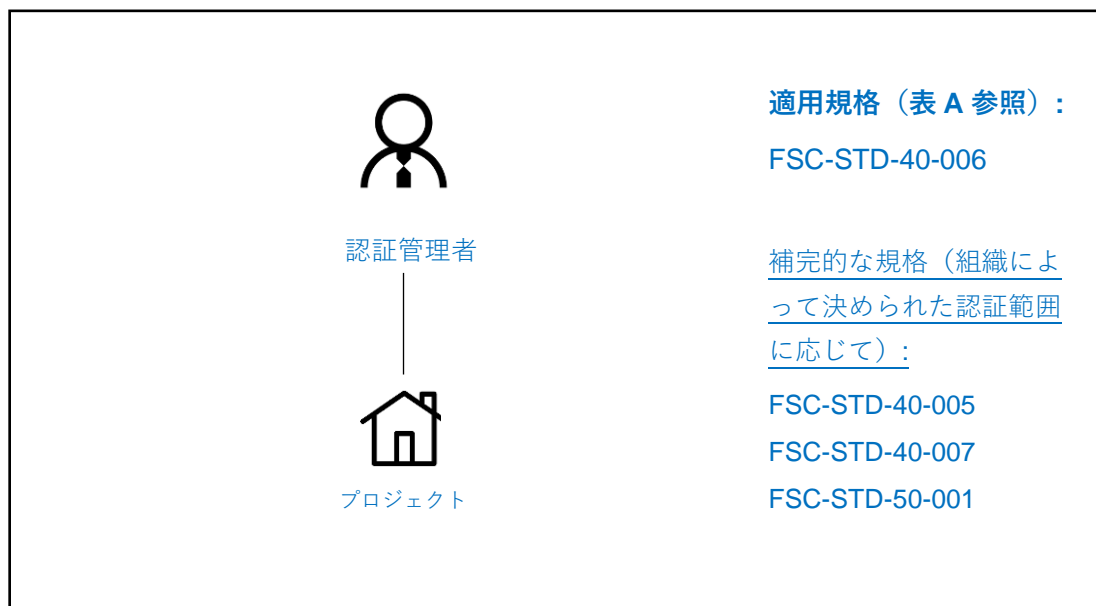 認証管理者
プロジェクト
適用規格（表 A 参照）:
FSC-STD-40-006
補完的な規格（組織によ
って決められた認証範囲
に応じて）:
FSC-STD-40-005
FSC-STD-40-007
FSC-STD-50-001